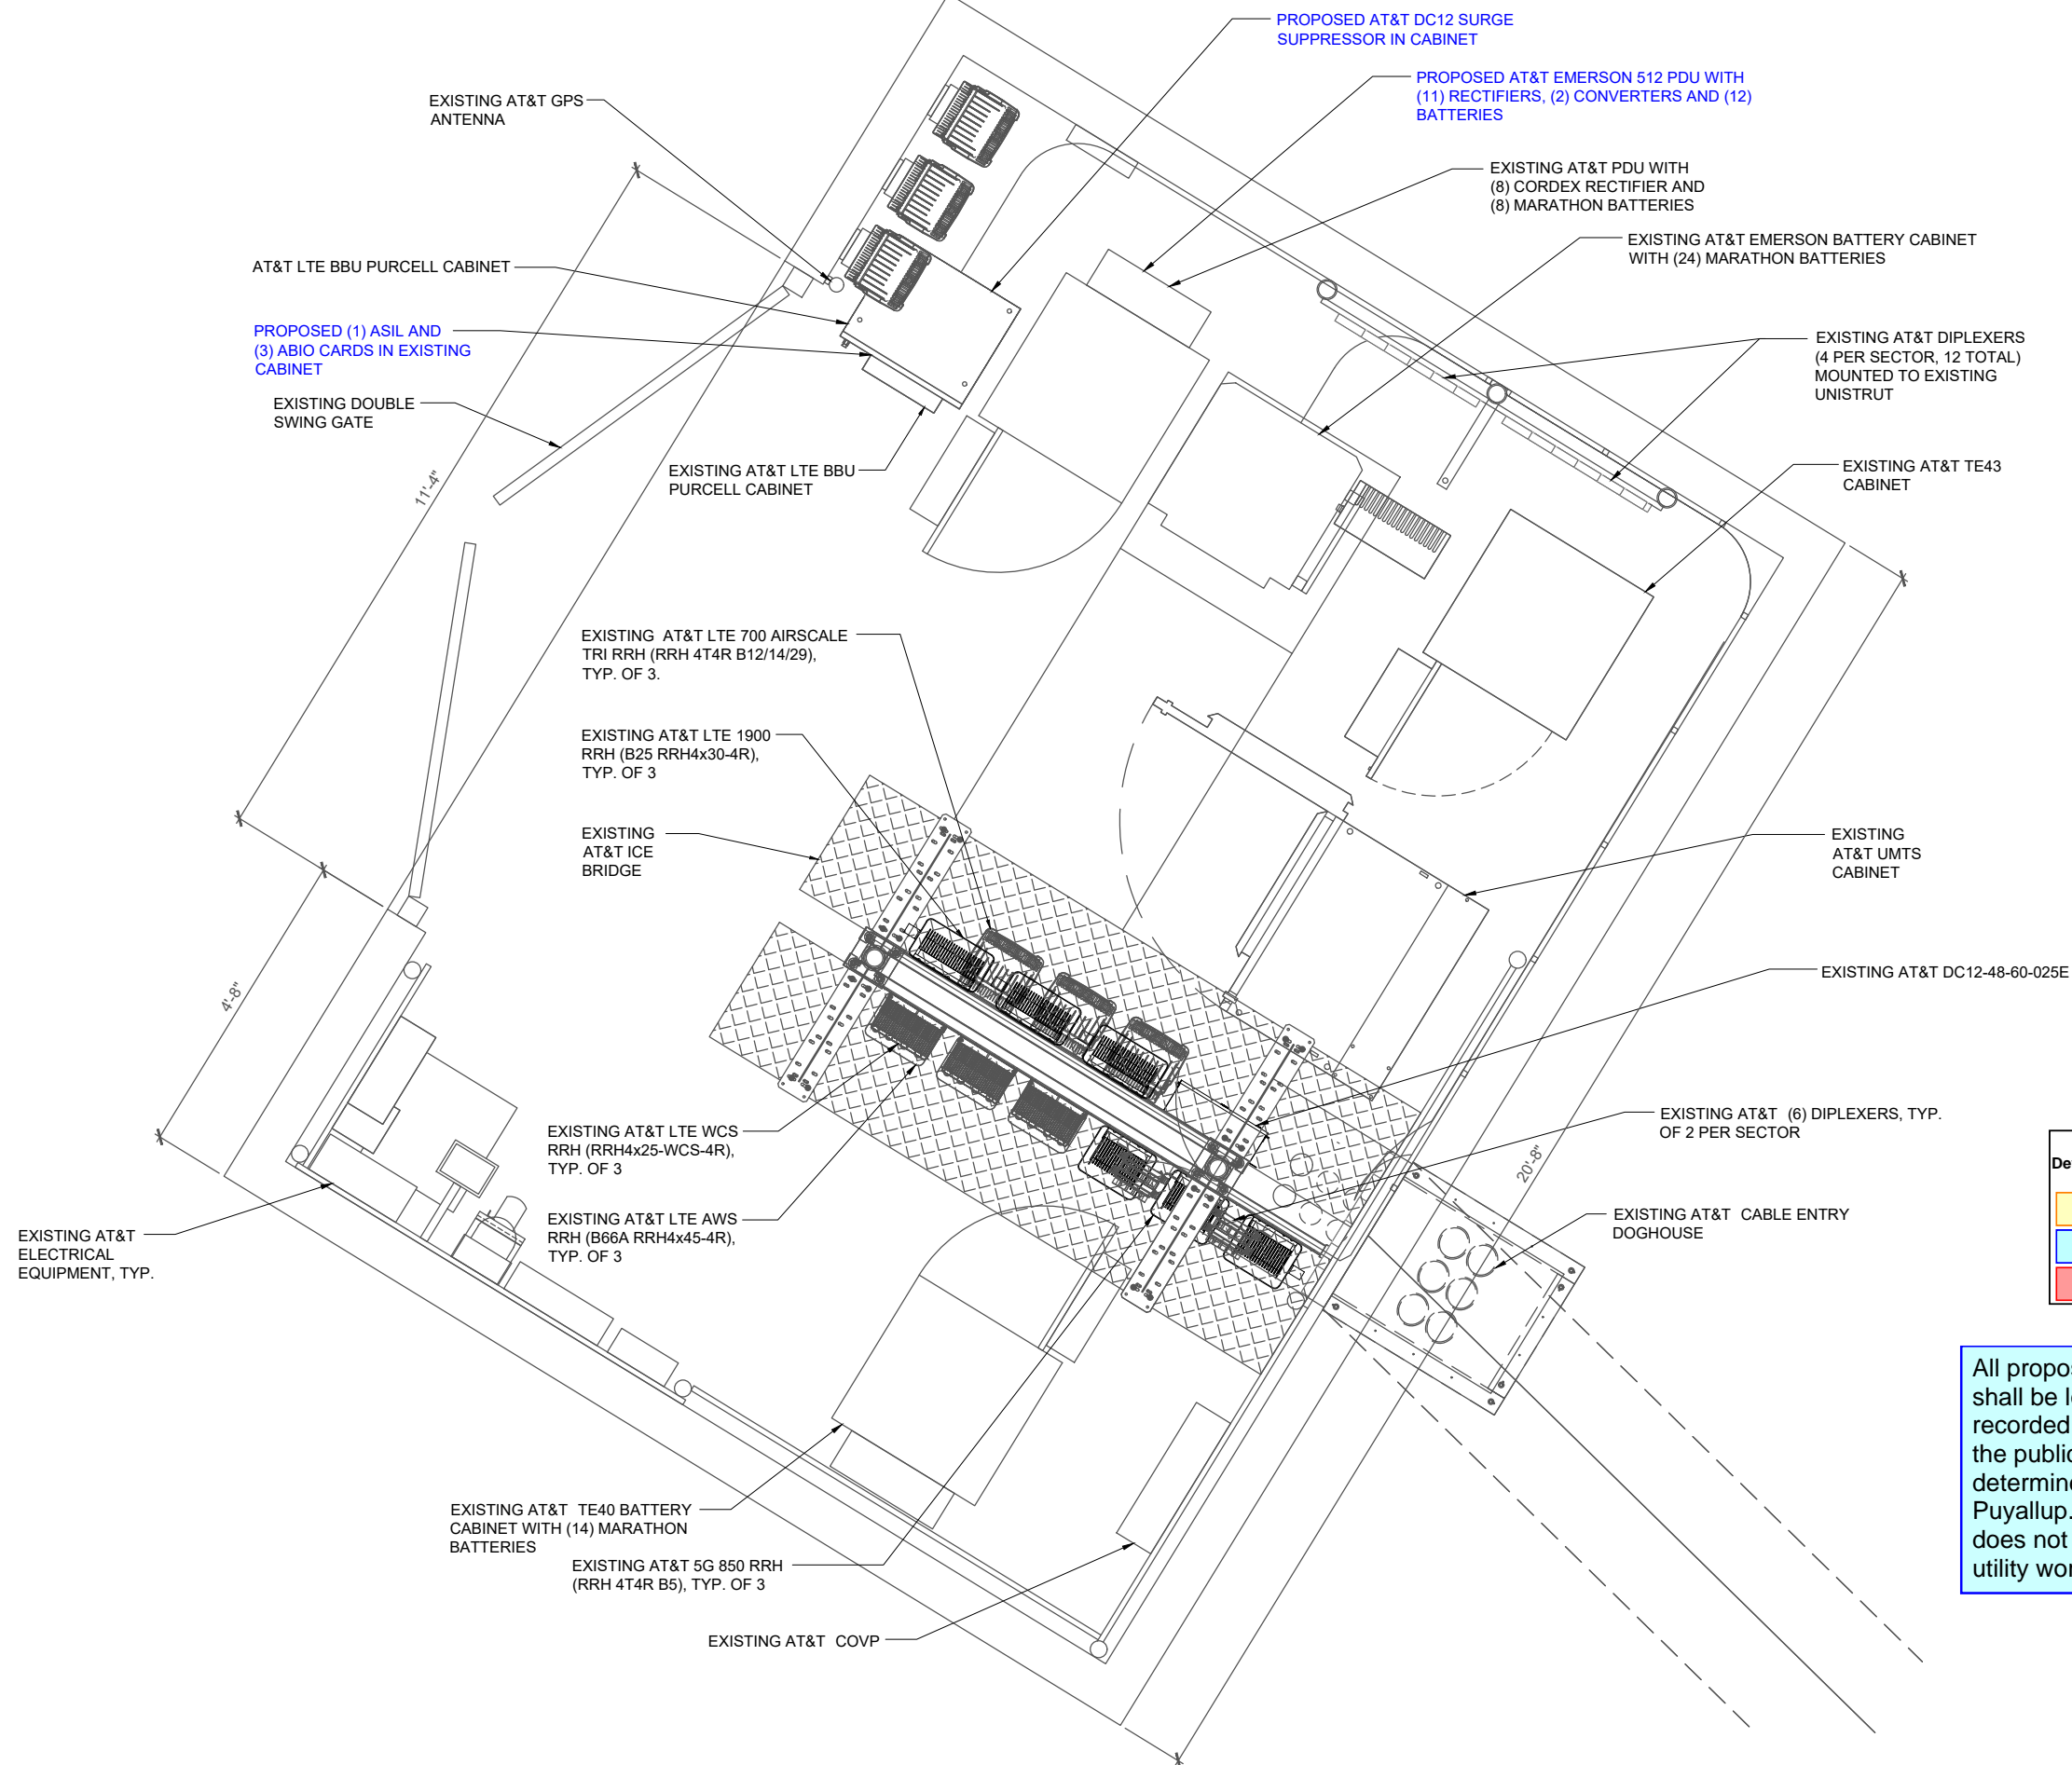 PROPOSED AT&T DC12 SURGE
SUPPRESSOR IN CABINET
PROPOSED AT&T EMERSON 512 PDU WITH
(11) RECTIFIERS, (2) CONVERTERS AND (12)
BATTERIES
EXISTING AT&T GPS
ANTENNA
EXISTING AT&T PDU WITH
(8) CORDEX RECTIFIER AND
(8) MARATHON BATTERIES
EXISTING AT&T EMERSON BATTERY CABINET
WITH (24) MARATHON BATTERIES
AT&T LTE BBU PURCELL CABINET
PROPOSED (1) ASIL AND
(3) ABIO CARDS IN EXISTING
CABINET
EXISTING AT&T DIPLEXERS
(4 PER SECTOR, 12 TOTAL)
MOUNTED TO EXISTING
UNISTRUT
EXISTING DOUBLE
SWING GATE
EXISTING AT&T LTE BBU
PURCELL CABINET
EXISTING AT&T TE43
CABINET
11'-4"
EXISTING AT&T LTE 700 AIRSCALE
TRI RRH (RRH 4T4R B12/14/29),
TYP. OF 3.
EXISTING AT&T LTE 1900
RRH (B25 RRH4x30-4R),
TYP. OF 3
EXISTING
AT&T ICE
BRIDGE
EXISTING
AT&T UMTS
CABINET
EXISTING AT&T DC12-48-60-025E
4'-8"
EXISTING AT&T (6) DIPLEXERS, TYP.
OF 2 PER SECTOR
EXISTING AT&T LTE WCS
RRH (RRH4x25-WCS-4R),
TYP. OF 3
20'-8"
EXISTING AT&T LTE AWS
RRH (B66A RRH4x45-4R),
TYP. OF 3
EXISTING AT&T CABLE ENTRY
DOGHOUSE
EXISTING AT&T
ELECTRICAL
EQUIPMENT, TYP.
De
All propos
shall be lo
recorded
the public
determine
Puyallup.
does not
utility wor
EXISTING AT&T TE40 BATTERY
CABINET WITH (14) MARATHON
BATTERIES
EXISTING AT&T 5G 850 RRH
(RRH 4T4R B5), TYP. OF 3
EXISTING AT&T COVP